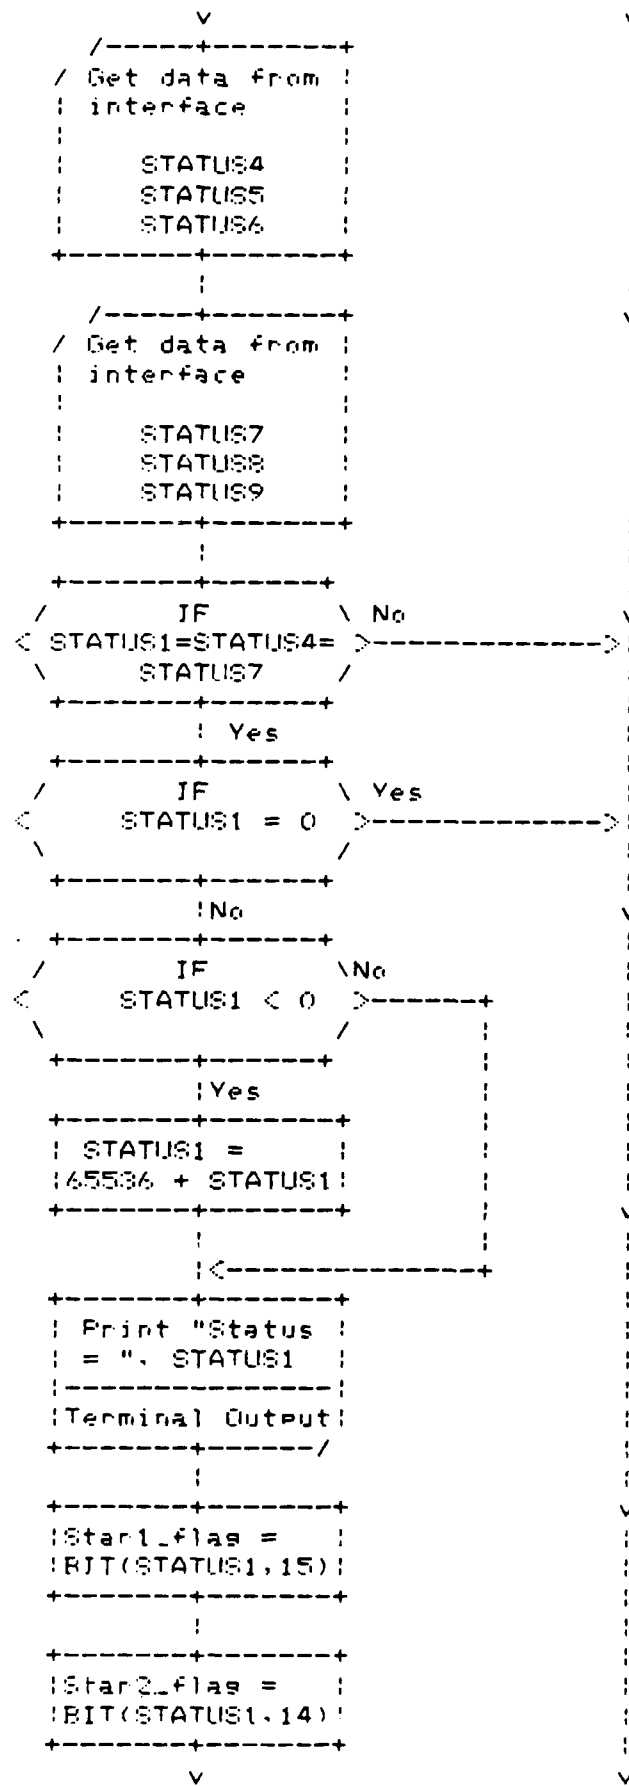 Get data from
interface
STATUS4
STATUS5
STATUS6
Get data from
interface
STATUS7
STATUS8
STATUS9
IF
No
STATUS1=STATUS4=
STATUS7
Yes
IF
Yes
STATUS1 = 0
No
IF
No
STATUS1 < 0
Yes
STATUS1 =
65536 + STATUS1
Print "Status
= ", STATUS1
Terminal Output
Star1_flag =
BIT(STATUS1,15)
Star2_flag =
BIT(STATUS1,14)